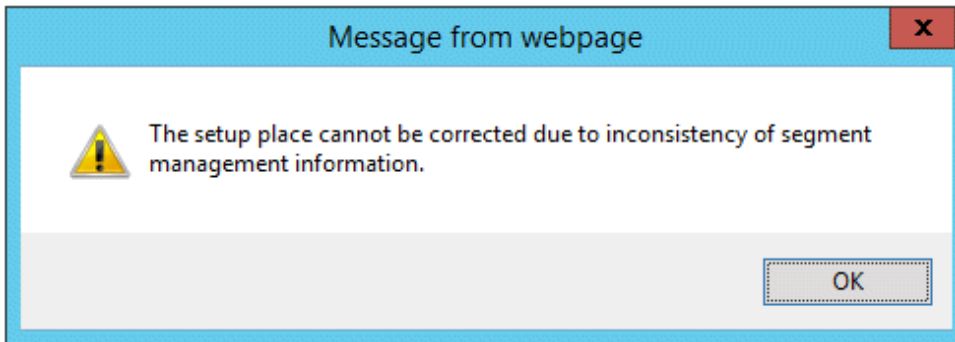 Message from webpage
x
The setup place cannot be corrected due to inconsistency of segment
management information.
OK